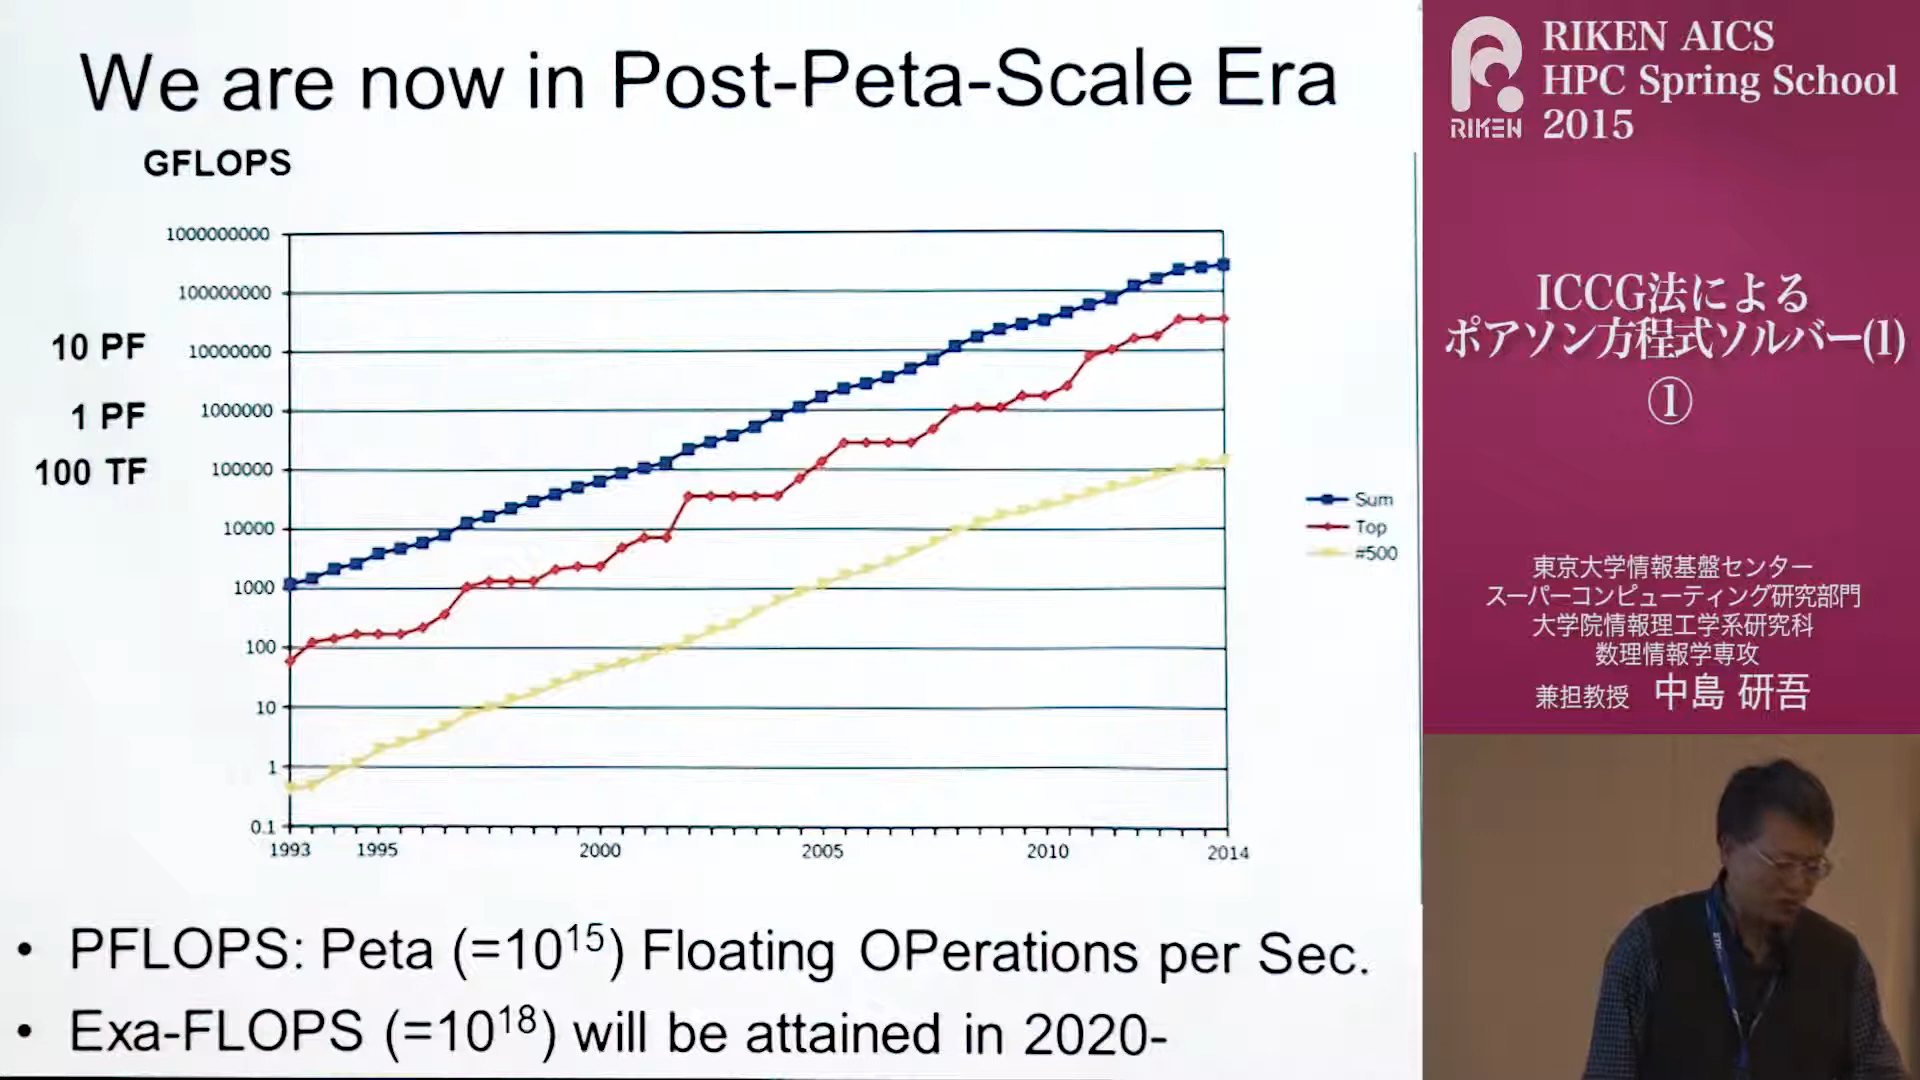 We are now in Post-Peta-Scale Era
GFLOPS
1000000000
100000000
10 PF
10000000
1 PF
1000000
100 TF
100000
10000
1000
100
10
1
0.1
1993
1995
2000
2005
2010
2014
Sum
Top
#500
• PFLOPS: Peta (=10¹⁵) Floating OPerations per Sec.
• Exa-FLOPS (=10¹⁸) will be attained in 2020-
RIKEN
RIKEN AICS
HPC Spring School
2015
ICCG法による
ポアソン方程式ソルバー(1)
①
東京大学情報基盤センター
スーパーコンピューティング研究部門
大学院情報理工学系研究科
数理情報学専攻
兼担教授 中島 研吾